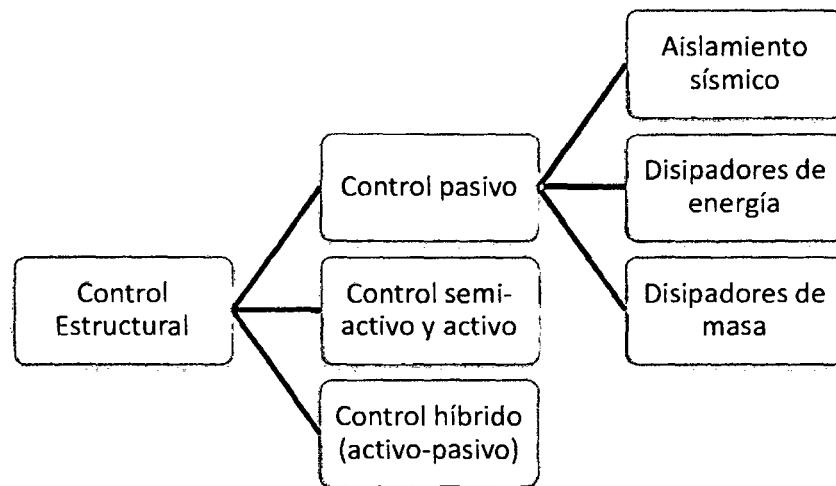 Control
Estructural
Control pasivo
Control semi-
activo y activo
Control híbrido
(activo-pasivo)
Aislamiento
sísmico
Disipadores de
energía
Disipadores de
masa